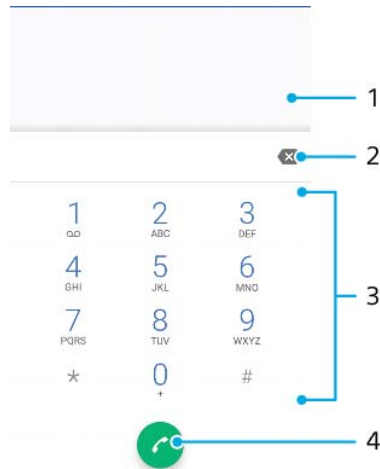 1
2
1 2 3
ABC DEF
4 5 6
GHI JKL MNO
3
7 8 9
PQRS TUV WXYZ
* 0 #
+
4